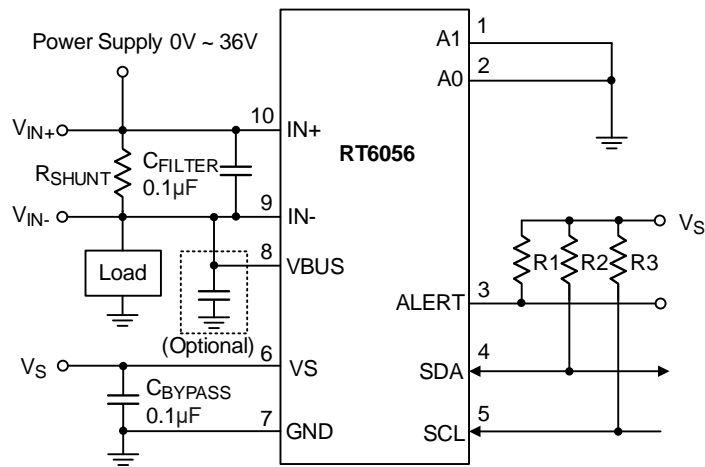 Power Supply 0V ~ 36V
1
A1
2
A0
VIN+
10
IN+
RT6056
RSHUNT
CFILTER
0.1µF
VIN-
9
IN-
VS
Load
8
VBUS
R1
R2
R3
3
ALERT
(Optional)
VS
6
VS
4
SDA
CBYPASS
0.1µF
7
GND
5
SCL